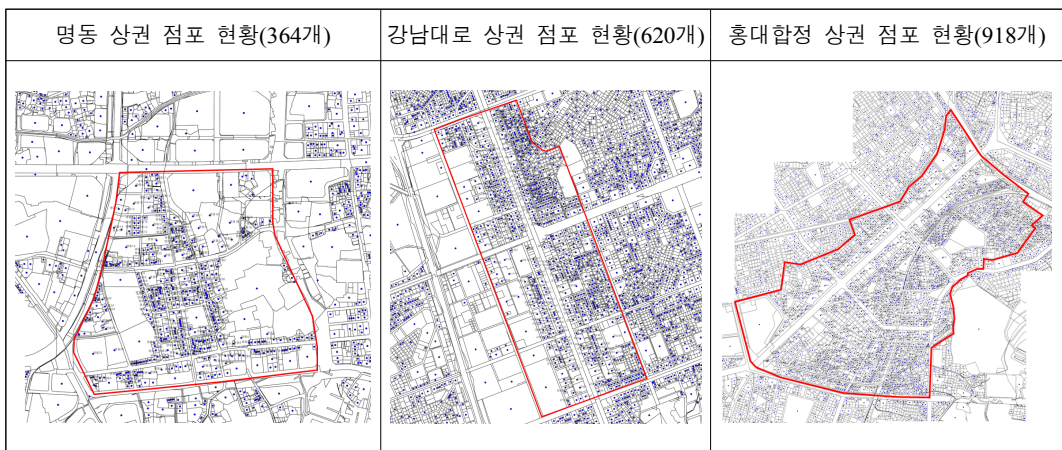 명동 상권 점포 현황(364개)
강남대로 상권 점포 현황(620개)
홍대합정 상권 점포 현황(918개)